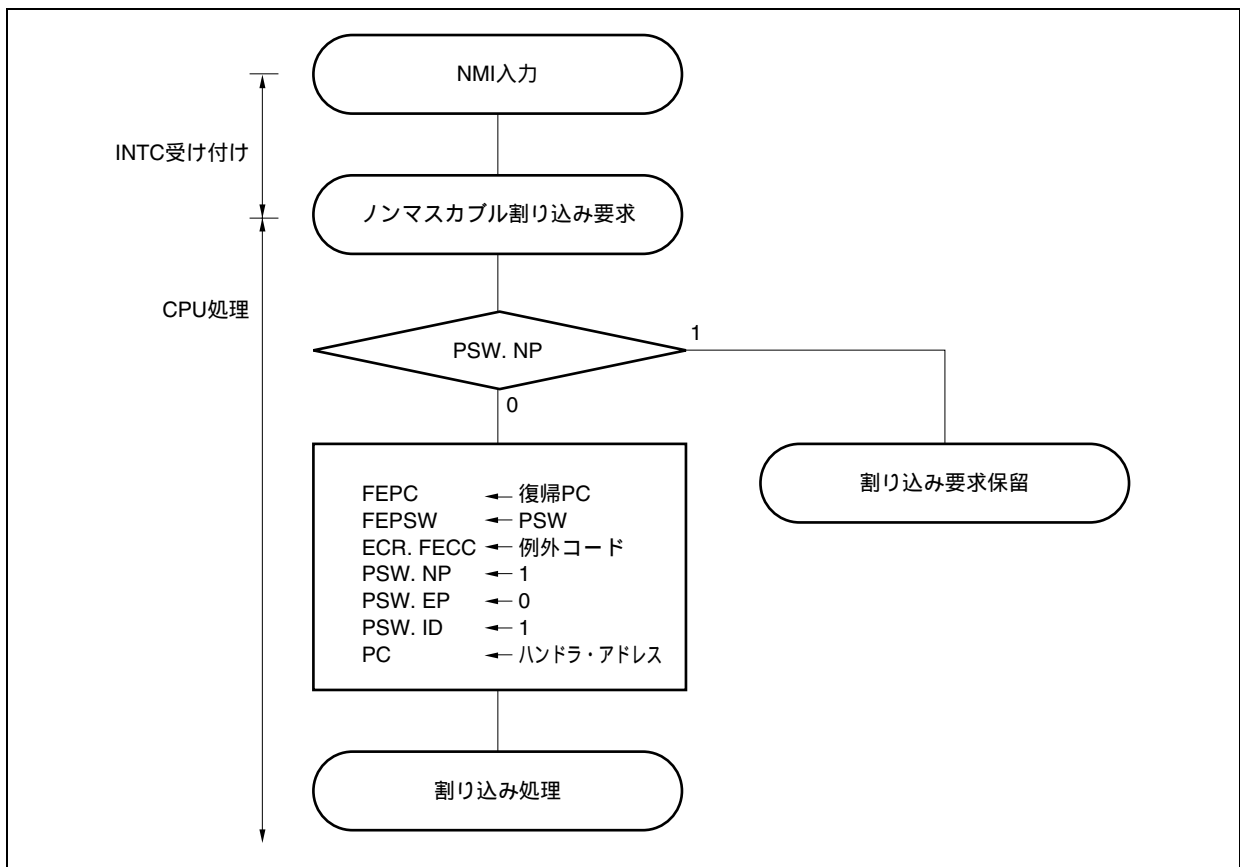 NMI入力
INTC受け付け
ノンマスカブル割り込み要求
CPU処理
PSW. NP
1
0
FEPC ← 復帰PC
FEPSW ← PSW
ECR. FECC ← 例外コード
PSW. NP ← 1
PSW. EP ← 0
PSW. ID ← 1
PC ← ハンドラ・アドレス
割り込み要求保留
割り込み処理